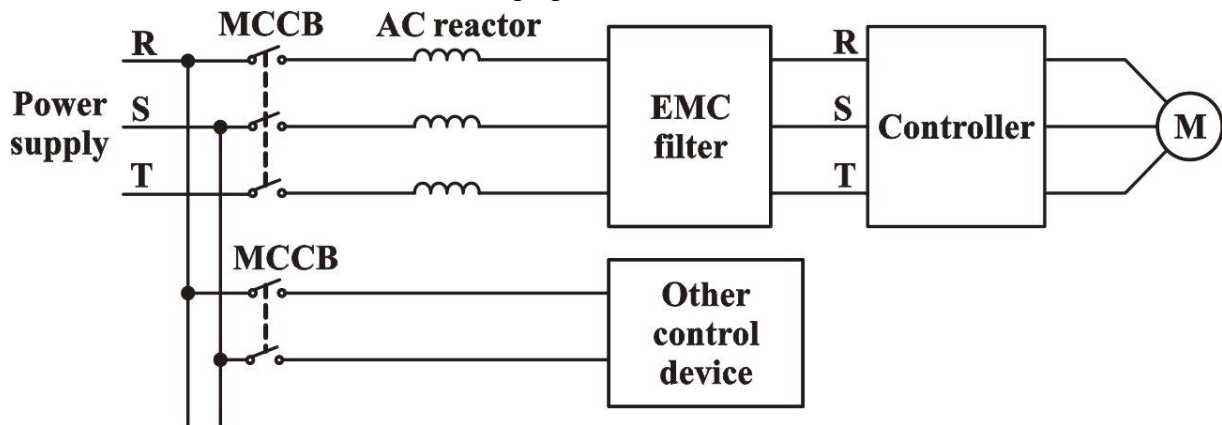 MCCB
AC reactor
R
S
T
Power
supply
EMC
filter
R
S
T
Controller
M
MCCB
Other
control
device